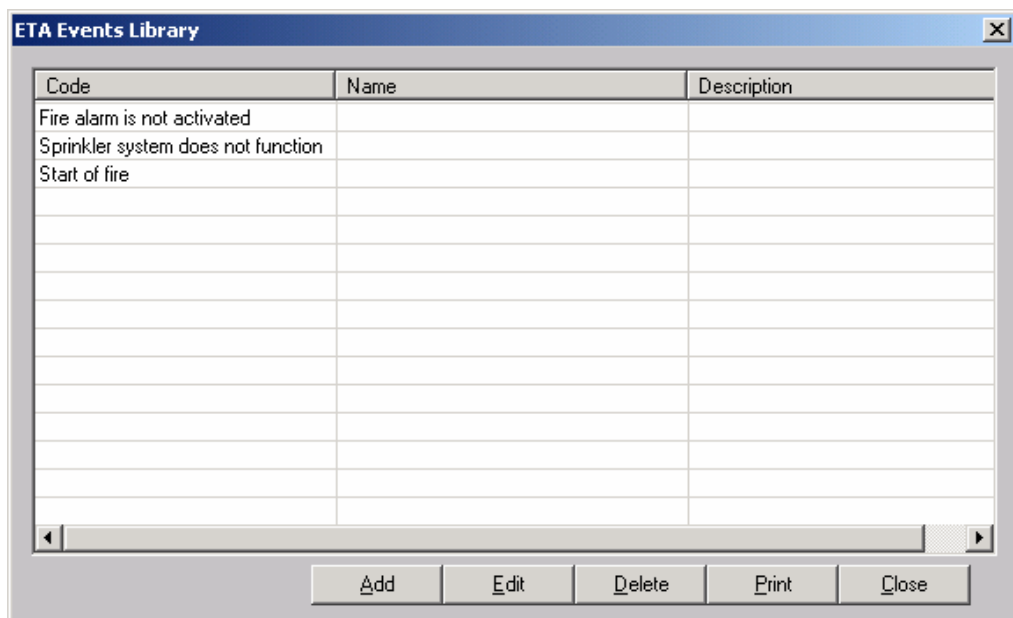 ETA Events Library
Code Name Description
Fire alarm is not activated
Sprinkler system does not function
Start of fire
Add Edit Delete Print Close